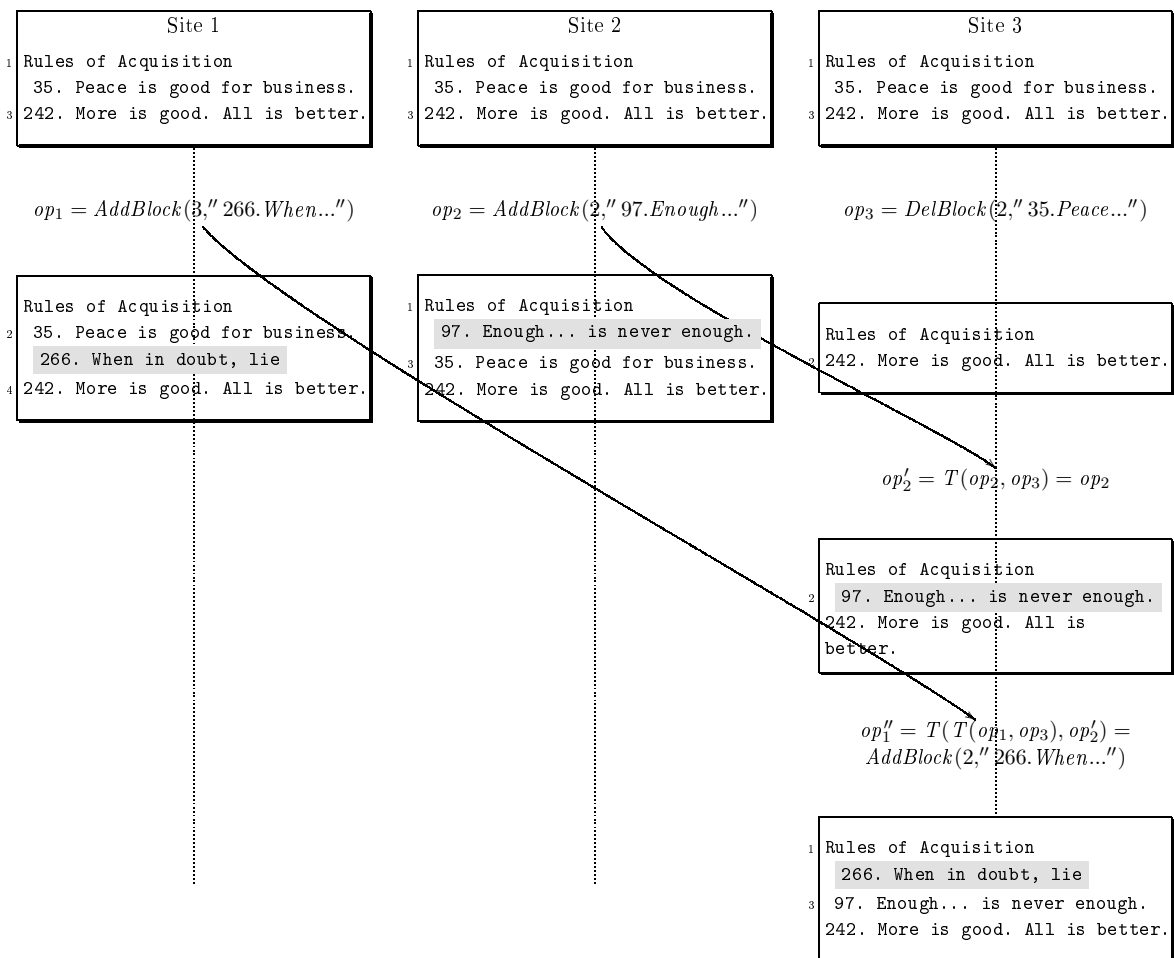 Site 1
1 Rules of Acquisition
35. Peace is good for business.
3 242. More is good. All is better.
Site 2
1 Rules of Acquisition
35. Peace is good for business.
3 242. More is good. All is better.
Site 3
1 Rules of Acquisition
35. Peace is good for business.
3 242. More is good. All is better.
op₁ = AddBlock(3,″ 266.When...″)
op₂ = AddBlock(2,″ 97.Enough...″)
op₃ = DelBlock(2,″ 35.Peace...″)
Rules of Acquisition
2 35. Peace is good for business.
266. When in doubt, lie
4 242. More is good. All is better.
1 Rules of Acquisition
97. Enough... is never enough.
3 35. Peace is good for business.
242. More is good. All is better.
Rules of Acquisition
2 242. More is good. All is better.
op′₂ = T(op₂, op₃) = op₂
Rules of Acquisition
2 97. Enough... is never enough.
242. More is good. All is
better.
op″₁ = T(T(op₁, op₃), op′₂) =
AddBlock(2,″ 266.When...″)
1 Rules of Acquisition
266. When in doubt, lie
3 97. Enough... is never enough.
242. More is good. All is better.